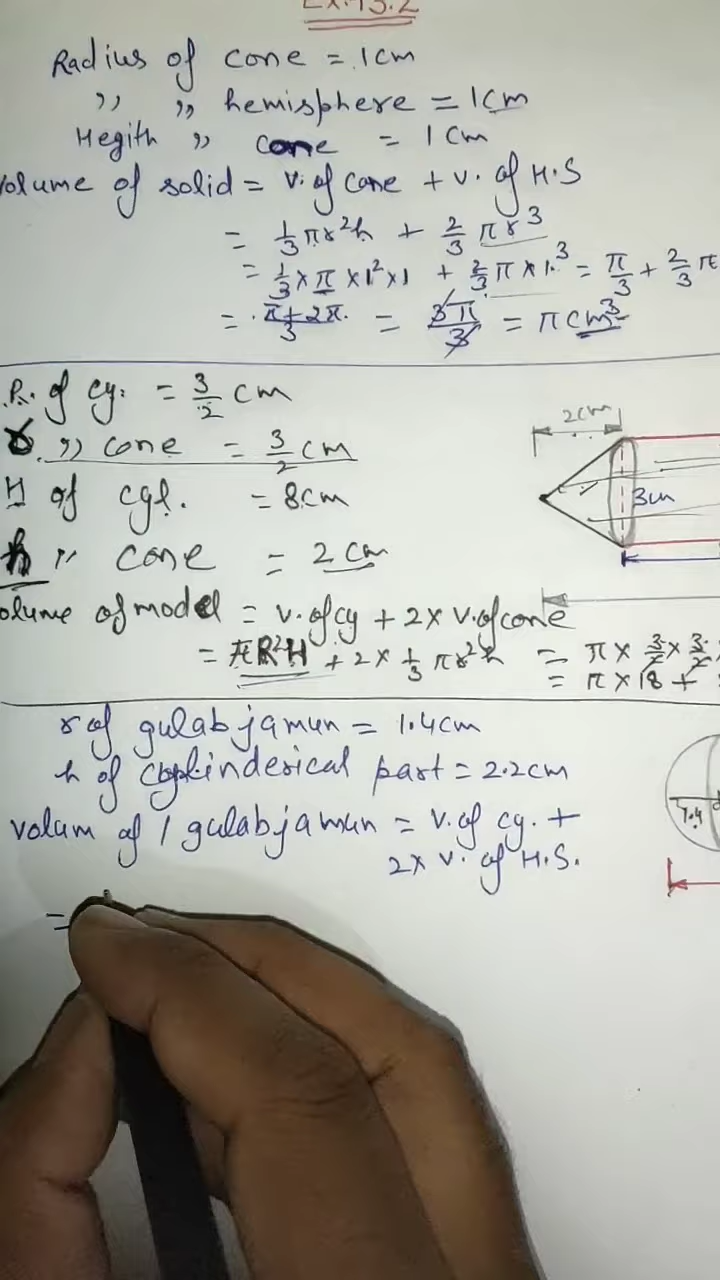 Ex. 13.2
Radius of cone = 1cm
,, ,, hemisphere = 1cm
Hegith ,, cone = 1cm
Volume of solid = v. of cone + v. of H.S
= 1/3 πr²h + 2/3 πr³
= 1/3 × π × 1² × 1 + 2/3 π × 1³ = π/3 + 2/3 π
= π + 2π/3 = 3π/3 = π cm³
R. of cy. = 3/2 cm
r. ,, cone = 3/2 cm
H of cyl. = 8cm
h ,, cone = 2cm
volume of model = v. of cy + 2 × v. of cone
= πR²H + 2 × 1/3 πr²h = π × 3/2 × 3/2
= π × 18 +
2cm
3cm
r of gulab jamun = 1.4cm
h of cyplinderical part = 2.2cm
volam of 1 gulab jamun = v. of cy. +
2 × v. of H.S.
=
1.4